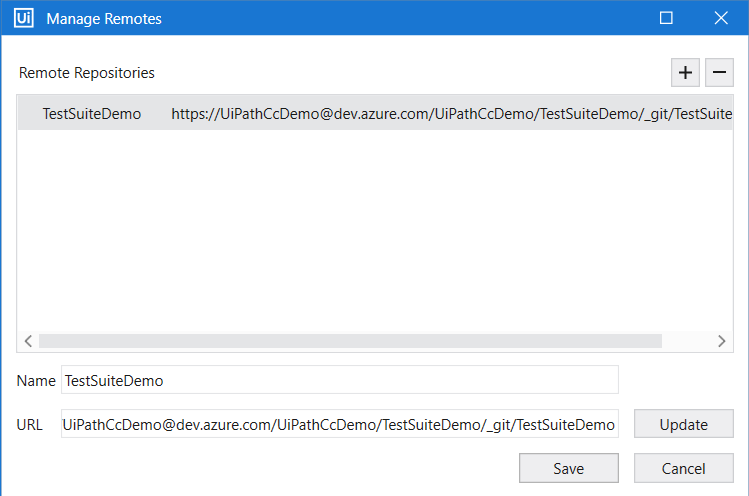 Ui Manage Remotes
Remote Repositories
TestSuiteDemo https://UiPathCcDemo@dev.azure.com/UiPathCcDemo/TestSuiteDemo/_git/TestSuite
Name TestSuiteDemo
URL UiPathCcDemo@dev.azure.com/UiPathCcDemo/TestSuiteDemo/_git/TestSuiteDemo Update
Save Cancel